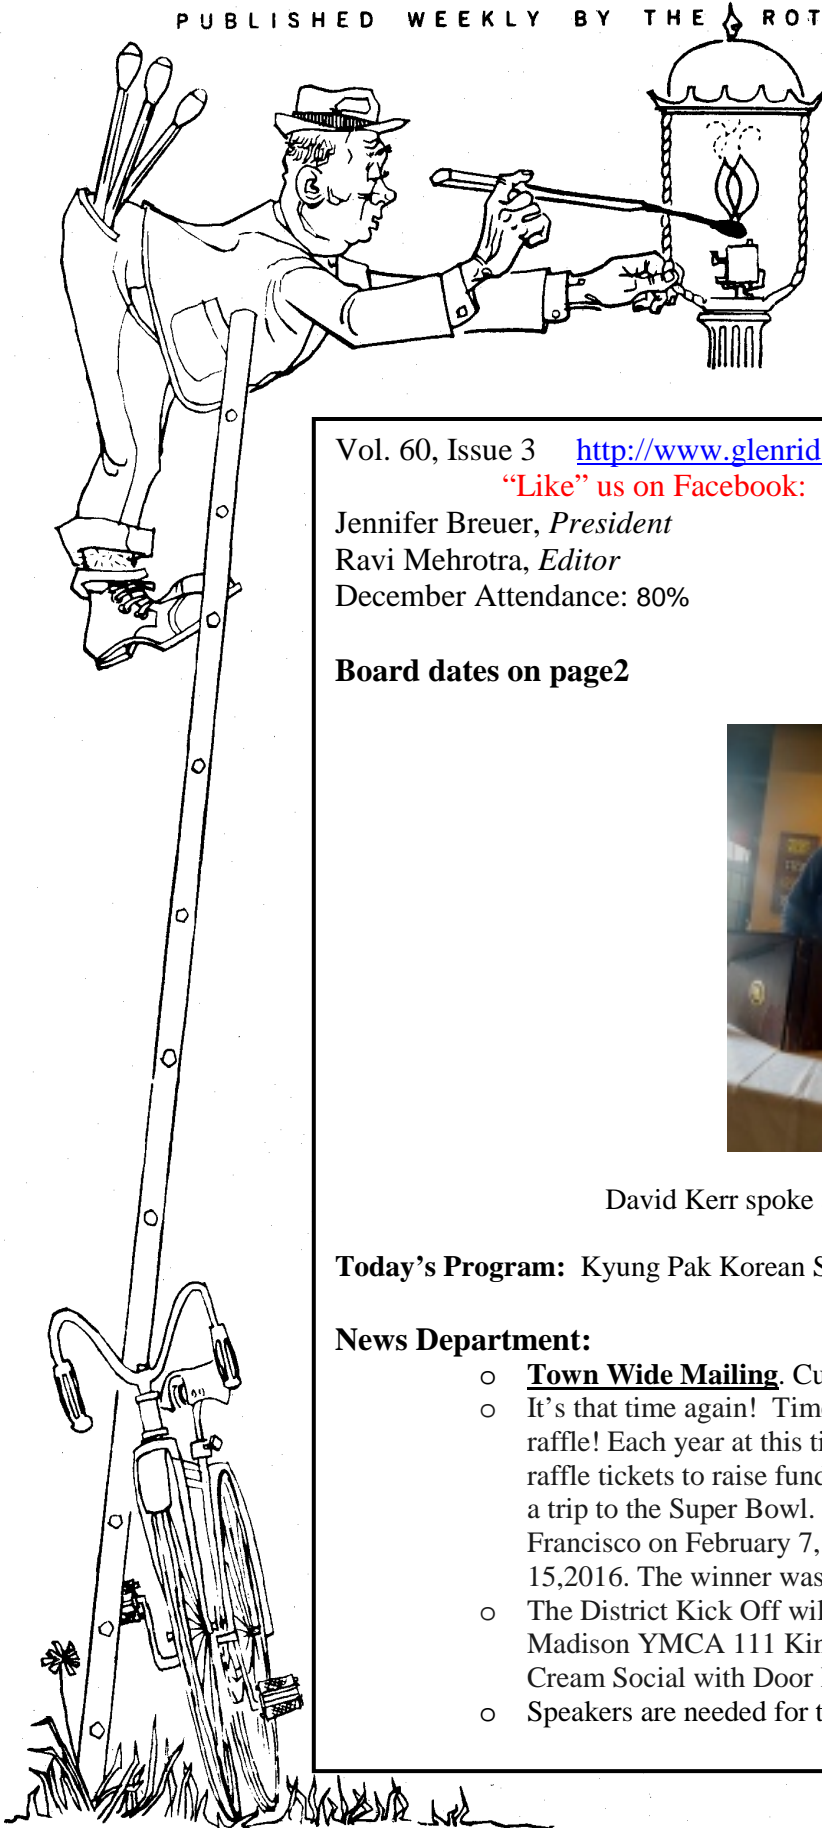 PUBLISHED WEEKLY BY THE ROT
Vol. 60, Issue 3 http://www.glenrid
“Like” us on Facebook:
Jennifer Breuer, President
Ravi Mehrotra, Editor
December Attendance: 80%
Board dates on page2
David Kerr spoke
Today’s Program: Kyung Pak Korean S
News Department:
o Town Wide Mailing. Cu
o It’s that time again! Time
raffle! Each year at this ti
raffle tickets to raise func
a trip to the Super Bowl.
Francisco on February 7,
15,2016. The winner was
o The District Kick Off wil
Madison YMCA 111 Kin
Cream Social with Door
o Speakers are needed for t